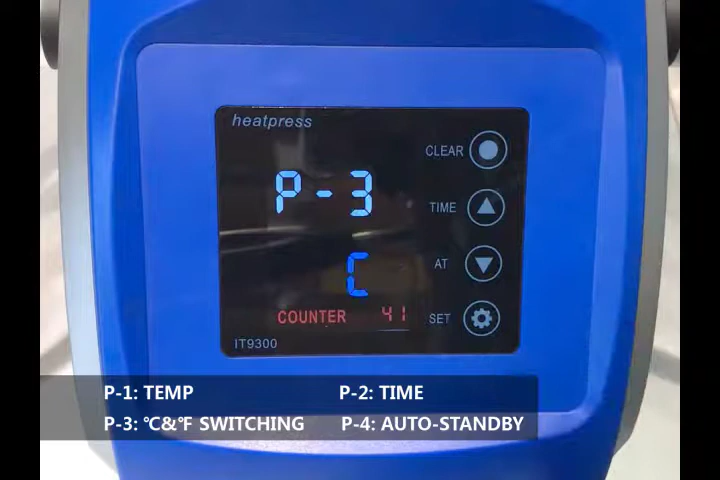 heatpress
CLEAR
P-3
TIME
C
AT
COUNTER 41
SET
IT9300
P-1: TEMP P-2: TIME
P-3: ℃&℉ SWITCHING P-4: AUTO-STANDBY